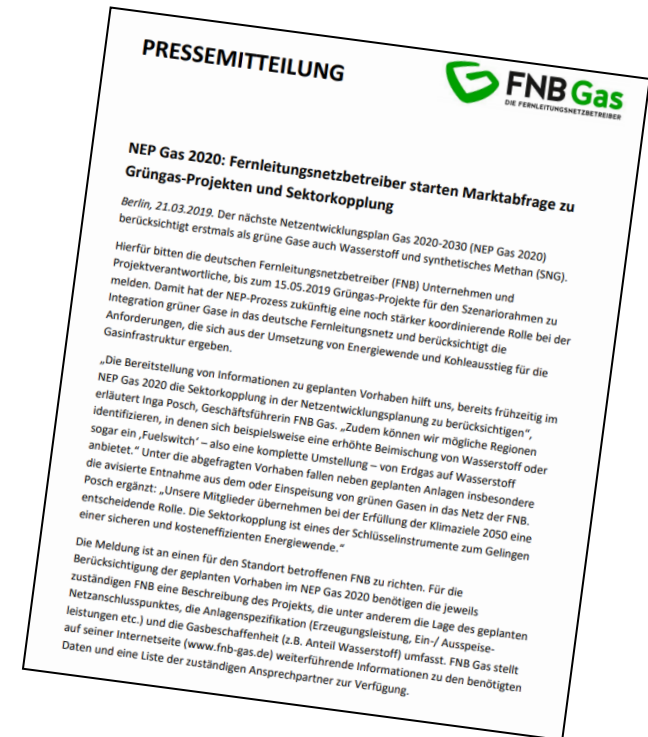 PRESSEMITTEILUNG
FNB Gas
DIE FERNLEITUNGSNETZBETREIBER
NEP Gas 2020: Fernleitungsnetzbetreiber starten Marktabfrage zu
Grüngas-Projekten und Sektorkopplung
Berlin, 21.03.2019. Der nächste Netzentwicklungsplan Gas 2020-2030 (NEP Gas 2020)
berücksichtigt erstmals als grüne Gase auch Wasserstoff und synthetisches Methan (SNG).
Hierfür bitten die deutschen Fernleitungsnetzbetreiber (FNB) Unternehmen und
Projektverantwortliche, bis zum 15.05.2019 Grüngas-Projekte für den Szenariorahmen zu
melden. Damit hat der NEP-Prozess zukünftig eine noch stärker koordinierende Rolle bei der
Integration grüner Gase in das deutsche Fernleitungsnetz und berücksichtigt die
Anforderungen, die sich aus der Umsetzung von Energiewende und Kohleausstieg für die
Gasinfrastruktur ergeben.
„Die Bereitstellung von Informationen zu geplanten Vorhaben hilft uns, bereits frühzeitig im
NEP Gas 2020 die Sektorkopplung in der Netzentwicklungsplanung zu berücksichtigen“,
erläutert Inga Posch, Geschäftsführerin FNB Gas. „Zudem können wir mögliche Regionen
identifizieren, in denen sich beispielsweise eine erhöhte Beimischung von Wasserstoff oder
sogar ein ‚Fuelswitch‘ – also eine komplette Umstellung – von Erdgas auf Wasserstoff
anbietet.“ Unter die abgefragten Vorhaben fallen neben geplanten Anlagen insbesondere
die avisierte Entnahme aus dem oder Einspeisung von grünen Gasen in das Netz der FNB.
Posch ergänzt: „Unsere Mitglieder übernehmen bei der Erfüllung der Klimaziele 2050 eine
entscheidende Rolle. Die Sektorkopplung ist eines der Schlüsselinstrumente zum Gelingen
einer sicheren und kosteneffizienten Energiewende.“
Die Meldung ist an einen für den Standort betroffenen FNB zu richten. Für die
Berücksichtigung der geplanten Vorhaben im NEP Gas 2020 benötigen die jeweils
zuständigen FNB eine Beschreibung des Projekts, die unter anderem die Lage des geplanten
Netzanschlusspunktes, die Anlagenspezifikation (Erzeugungsleistung, Ein-/ Ausspeise-
leistungen etc.) und die Gasbeschaffenheit (z.B. Anteil Wasserstoff) umfasst. FNB Gas stellt
auf seiner Internetseite (www.fnb-gas.de) weiterführende Informationen zu den benötigten
Daten und eine Liste der zuständigen Ansprechpartner zur Verfügung.